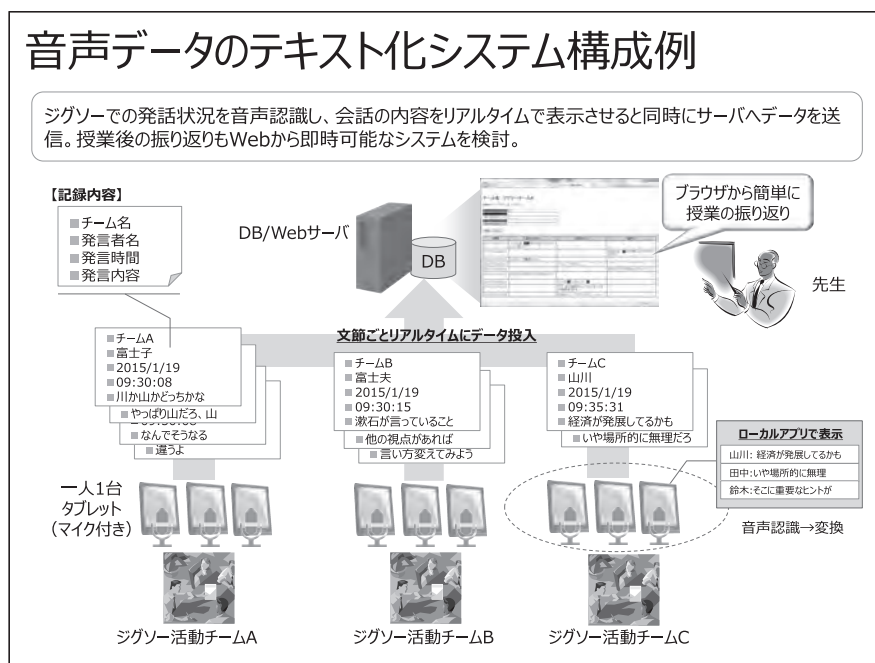 音声データのテキスト化システム構成例
ジグソーでの発話状況を音声認識し、会話の内容をリアルタイムで表示させると同時にサーバへデータを送
信。授業後の振り返りもWebから即時可能なシステムを検討。
【記録内容】
■チーム名
■発言者名
■発言時間
■発言内容
DB/Webサーバ
DB
ブラウザから簡単に
授業の振り返り
先生
文節ごとリアルタイムにデータ投入
■チームA
■富士子
■2015/1/19
■09:30:08
■川か山かどっちかな
■やっぱり山だろ、山
■なんでそうなる
■違うよ
■チームB
■富士夫
■2015/1/19
■09:30:15
■漱石が言っていること
■他の視点があれば
■言い方変えてみよう
■チームC
■山川
■2015/1/19
■09:35:31
■経済が発展してるかも
■いや場所的に無理だろ
ローカルアプリで表示
山川: 経済が発展してるかも
田中:いや場所的に無理
鈴木:そこに重要なヒントが
音声認識→変換
一人1台
タブレット
（マイク付き）
ジグソー活動チームA
ジグソー活動チームB
ジグソー活動チームC